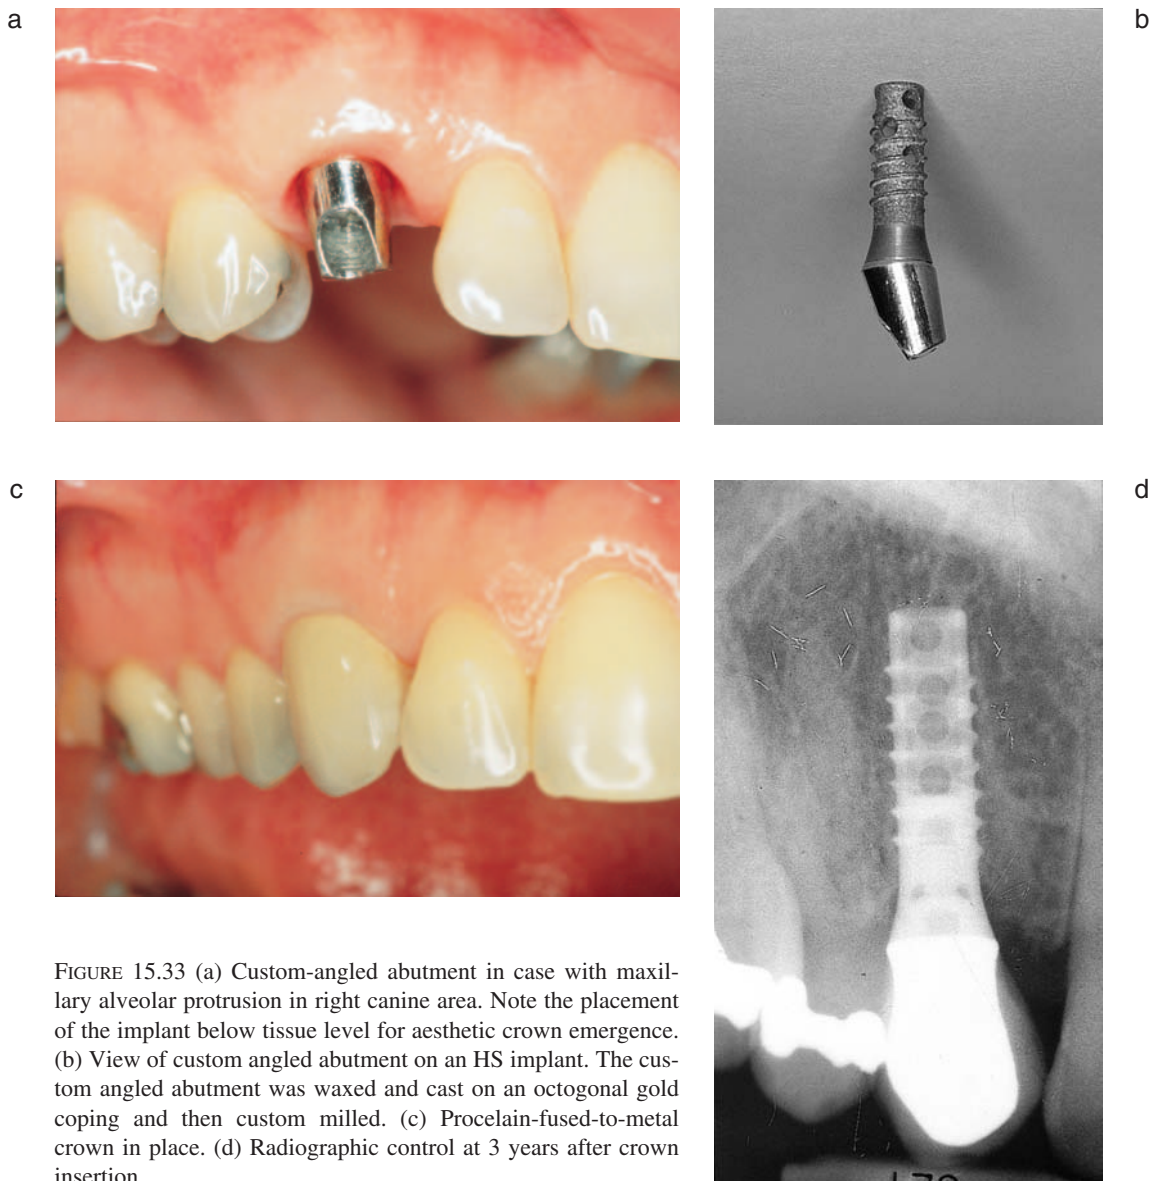 a
b
c
d
FIGURE 15.33 (a) Custom-angled abutment in case with maxil-
lary alveolar protrusion in right canine area. Note the placement
of the implant below tissue level for aesthetic crown emergence.
(b) View of custom angled abutment on an HS implant. The cus-
tom angled abutment was waxed and cast on an octogonal gold
coping and then custom milled. (c) Procelain-fused-to-metal
crown in place. (d) Radiographic control at 3 years after crown
insertion